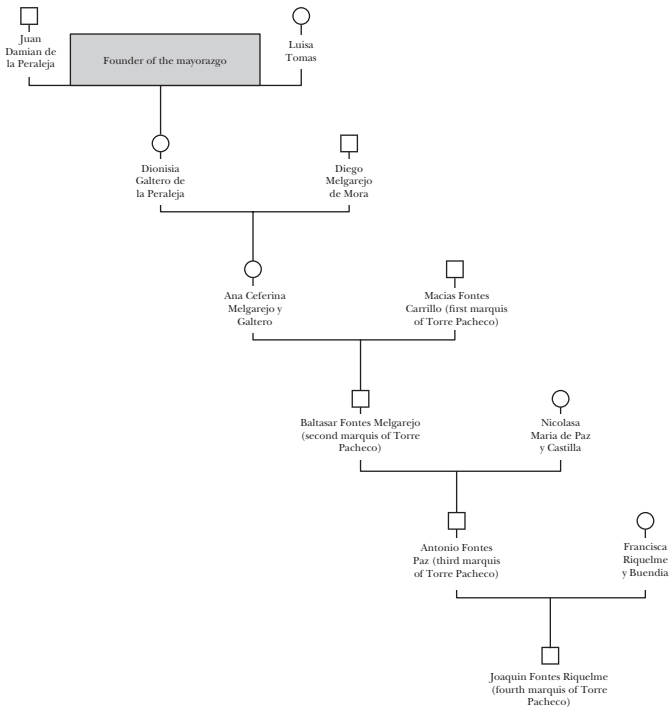 Juan
Damian de
la Peraleja
Founder of the mayorazgo
Luisa
Tomas
Dionisia
Galtero de
la Peraleja
Diego
Melgarejo
de Mora
Ana Ceferina
Melgarejo y
Galtero
Macias Fontes
Carrillo (first marquis
of Torre Pacheco)
Baltasar Fontes Melgarejo
(second marquis of Torre
Pacheco)
Nicolasa
Maria de Paz
y Castilla
Antonio Fontes
Paz (third marquis
of Torre Pacheco)
Francisca
Riquelme
y Buendia
Joaquin Fontes Riquelme
(fourth marquis of Torre
Pacheco)